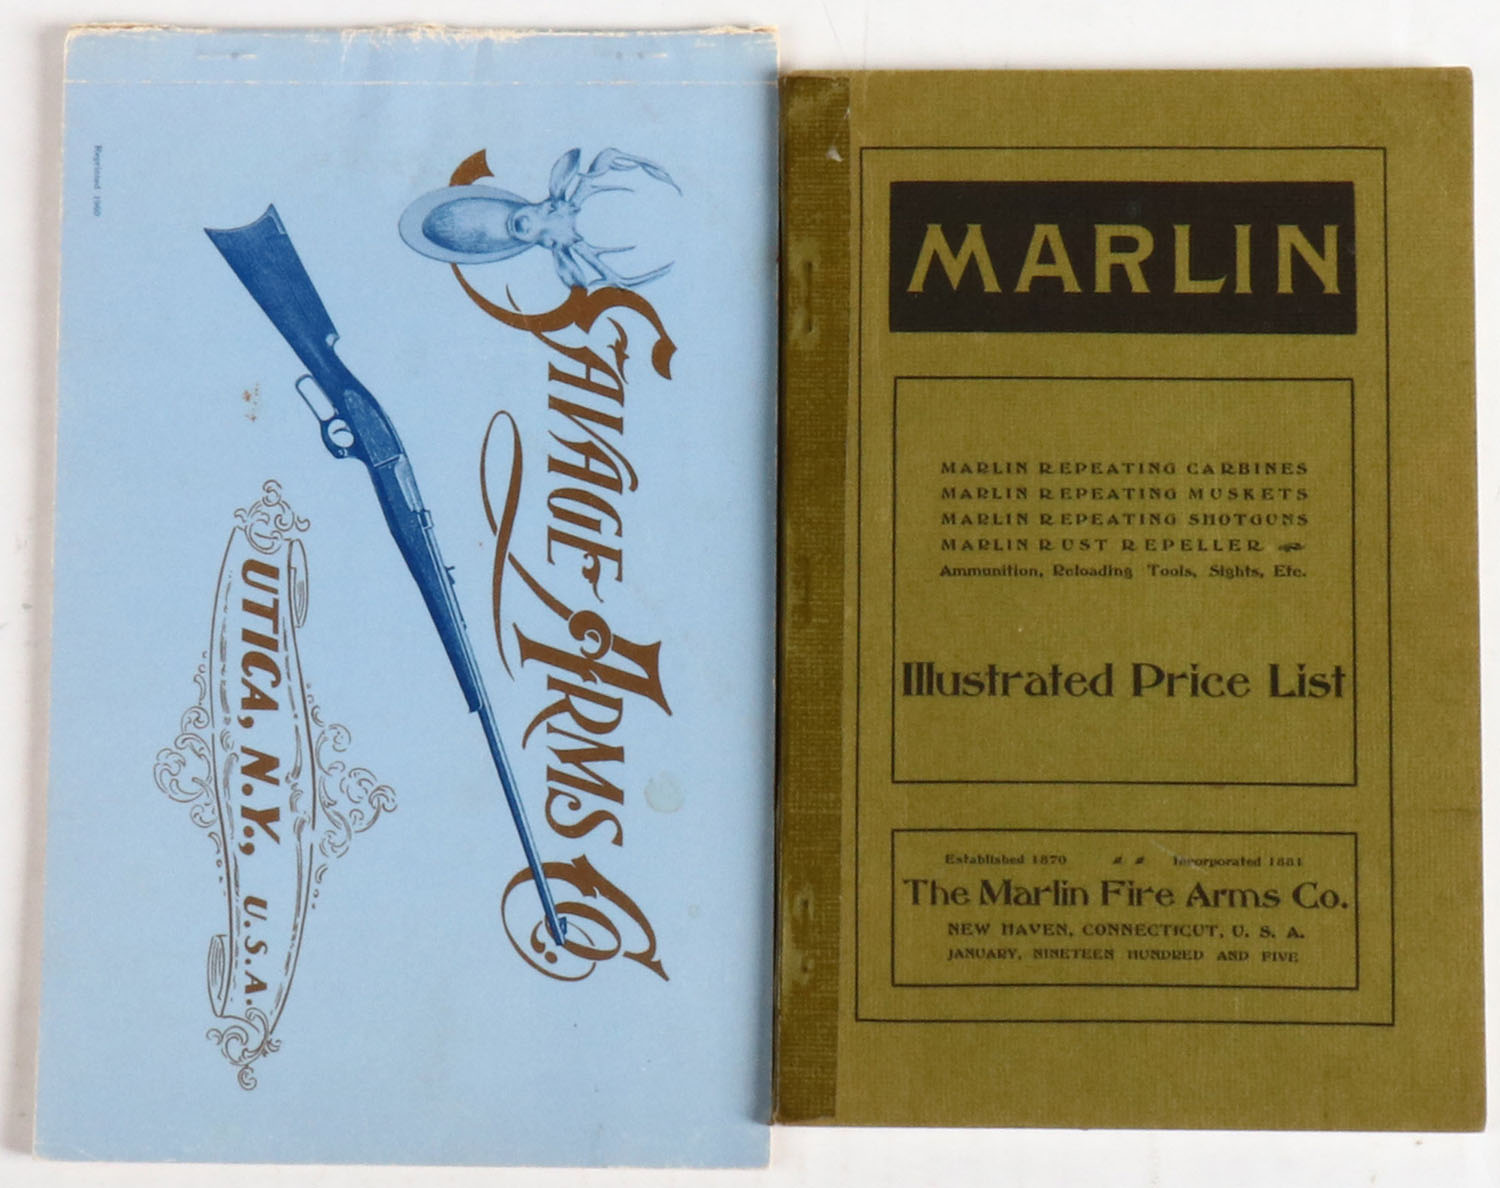 Reprinted 1960
SAVAGE ARMS CO
UTICA, N.Y., U.S.A.
MARLIN
MARLIN REPEATING CARBINES
MARLIN REPEATING MUSKETS
MARLIN REPEATING SHOTGUNS
MARLIN RUST REPELLER
Ammunition, Reloading Tools, Sights, Etc.
Illustrated Price List
Established 1870 Incorporated 1881
The Marlin Fire Arms Co.
NEW HAVEN, CONNECTICUT, U. S. A.
JANUARY, NINETEEN HUNDRED AND FIVE